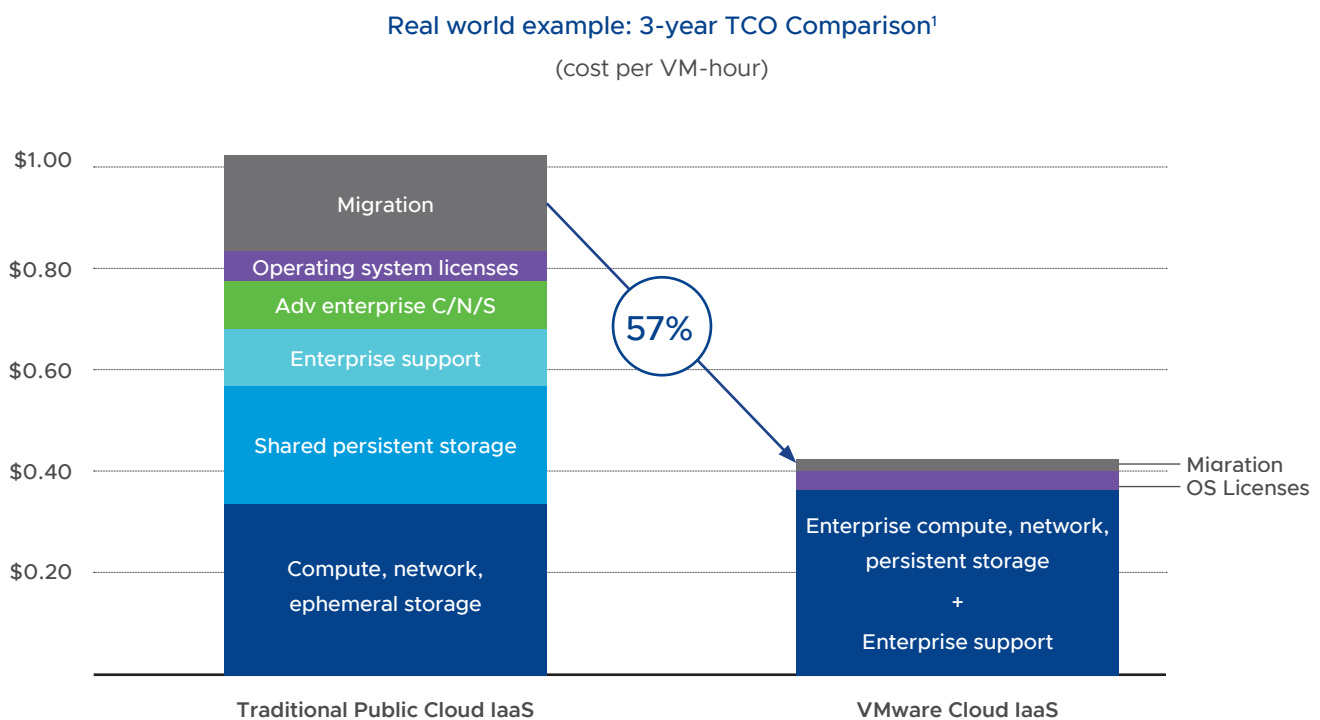 Real world example: 3-year TCO Comparison¹
(cost per VM-hour)
$1.00
$0.80
$0.60
$0.40
$0.20
Migration
Operating system licenses
Adv enterprise C/N/S
Enterprise support
Shared persistent storage
Compute, network,
ephemeral storage
57%
Migration
OS Licenses
Enterprise compute, network,
persistent storage
+
Enterprise support
Traditional Public Cloud IaaS
VMware Cloud IaaS